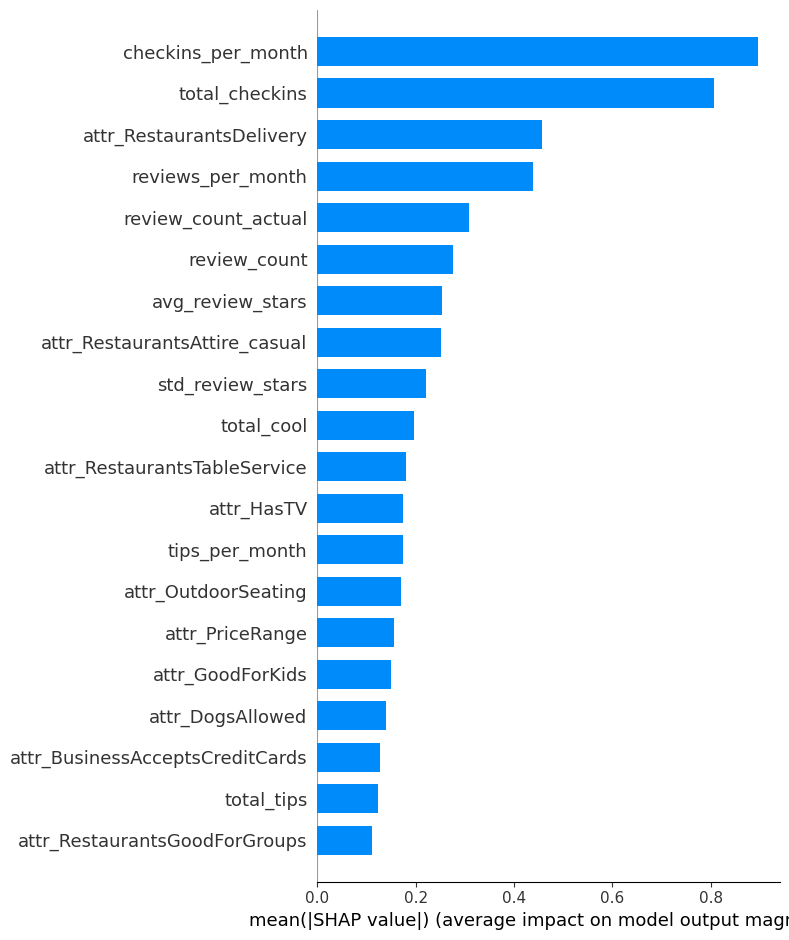 checkins_per_month
total_checkins
attr_RestaurantsDelivery
reviews_per_month
review_count_actual
review_count
avg_review_stars
attr_RestaurantsAttire_casual
std_review_stars
total_cool
attr_RestaurantsTableService
attr_HasTV
tips_per_month
attr_OutdoorSeating
attr_PriceRange
attr_GoodForKids
attr_DogsAllowed
attr_BusinessAcceptsCreditCards
total_tips
attr_RestaurantsGoodForGroups
0.0 0.2 0.4 0.6 0.8
mean(|SHAP value|) (average impact on model output magn